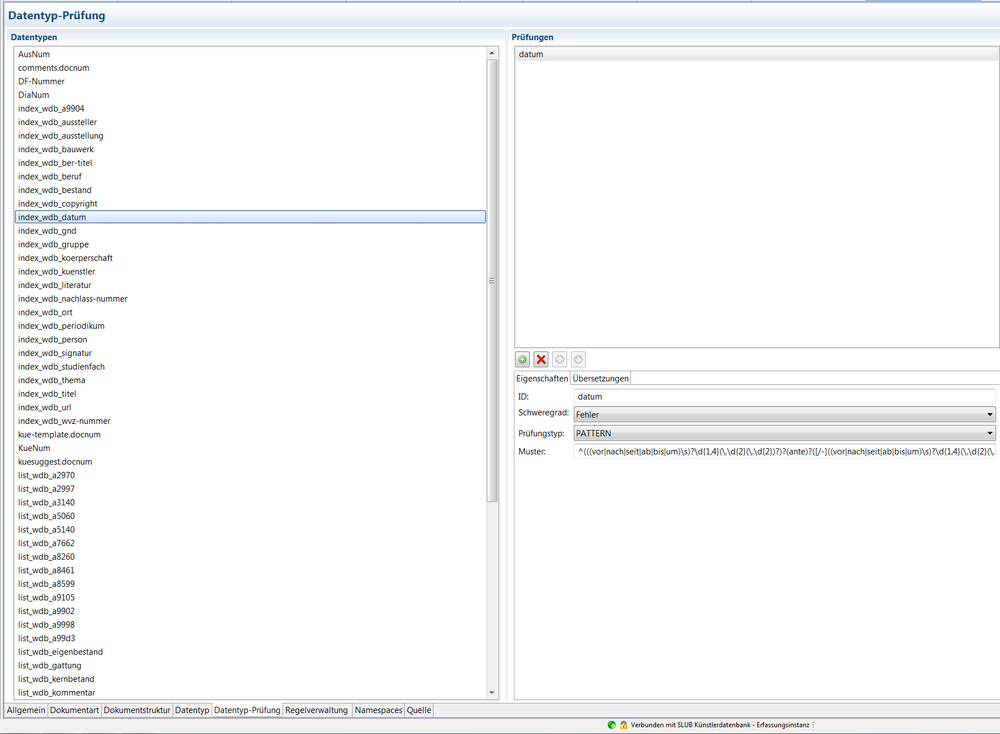 Datentyp-Prüfung
Datentypen
AusNum
comments.docnum
DF-Nummer
DiaNum
index_wdb_a9904
index_wdb_aussteller
index_wdb_ausstellung
index_wdb_bauwerk
index_wdb_ber-titel
index_wdb_beruf
index_wdb_bestand
index_wdb_copyright
index_wdb_datum
index_wdb_gnd
index_wdb_gruppe
index_wdb_koerperschaft
index_wdb_kuenstler
index_wdb_literatur
index_wdb_nachlass-nummer
index_wdb_ort
index_wdb_periodikum
index_wdb_person
index_wdb_signatur
index_wdb_studienfach
index_wdb_thema
index_wdb_titel
index_wdb_url
index_wdb_wvz-nummer
kue-template.docnum
KueNum
kuesuggest.docnum
list_wdb_a2970
list_wdb_a2997
list_wdb_a3140
list_wdb_a5060
list_wdb_a5140
list_wdb_a7662
list_wdb_a8260
list_wdb_a8461
list_wdb_a8599
list_wdb_a9105
list_wdb_a9902
list_wdb_a9998
list_wdb_a99d3
list_wdb_eigenbestand
list_wdb_gattung
list_wdb_kernbetand
list_wdb_kommentar
Prüfungen
datum
Eigenschaften Übersetzungen
ID: datum
Schweregrad: Fehler
Prüfungstyp: PATTERN
Muster: ^(((vor|nach|seit|ab|bis|um)\s)?\d{1,4}(\.\d{2}(\.\d{2})?)?(ante)?([/-]((vor|nach|seit|ab|bis|um)\s)?\d{1,4}(\.\d{2}(\.
Allgemein Dokumentart Dokumentstruktur Datentyp Datentyp-Prüfung Regelverwaltung Namespaces Quelle
Verbunden mit SLUB Künstlerdatenbank - Erfassungsinstanz